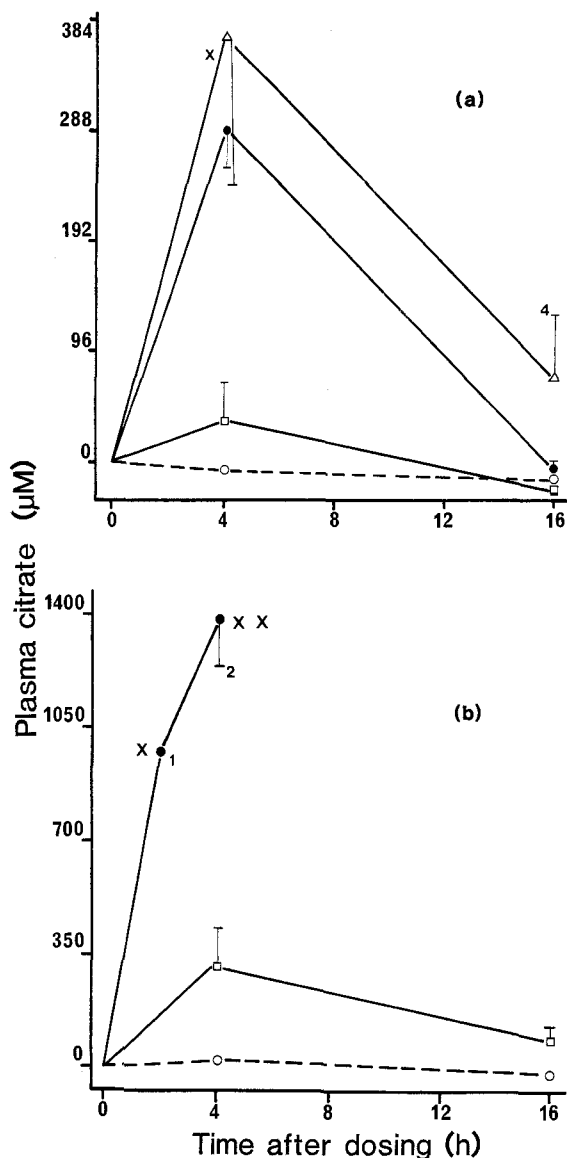 384
x
(a)
288
192
4
96
0
0 4 8 12 16
Plasma citrate (μM)
1400
X X
2
1050
X 1
(b)
700
350
0
0 4 8 12 16
Time after dosing (h)